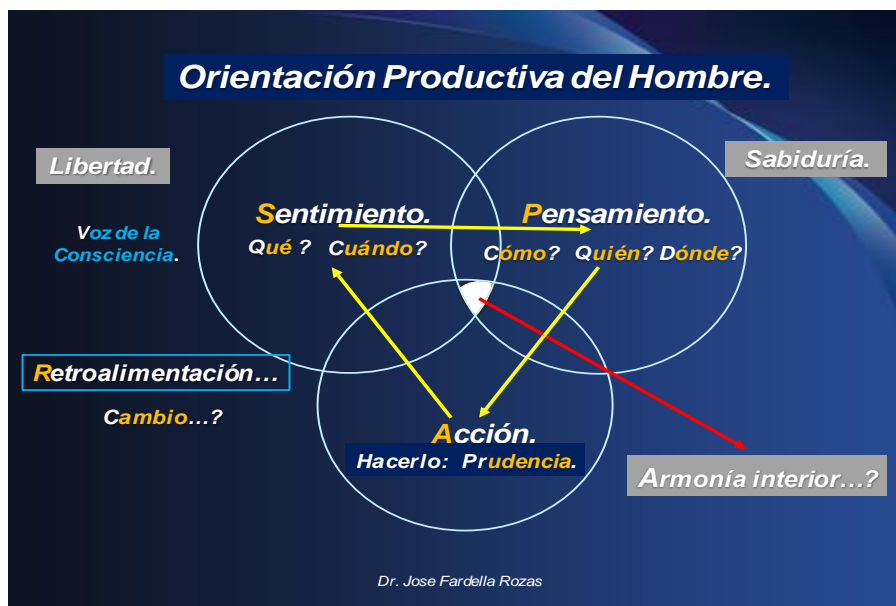 Orientación Productiva del Hombre.
Libertad.
Sabiduría.
Voz de la
Consciencia.
Sentimiento.
Qué ? Cuándo?
Pensamiento.
Cómo? Quién? Dónde?
Retroalimentación...
Cambio...?
Acción.
Hacerlo: Prudencia.
Armonía interior...?
Dr. Jose Fardella Rozas